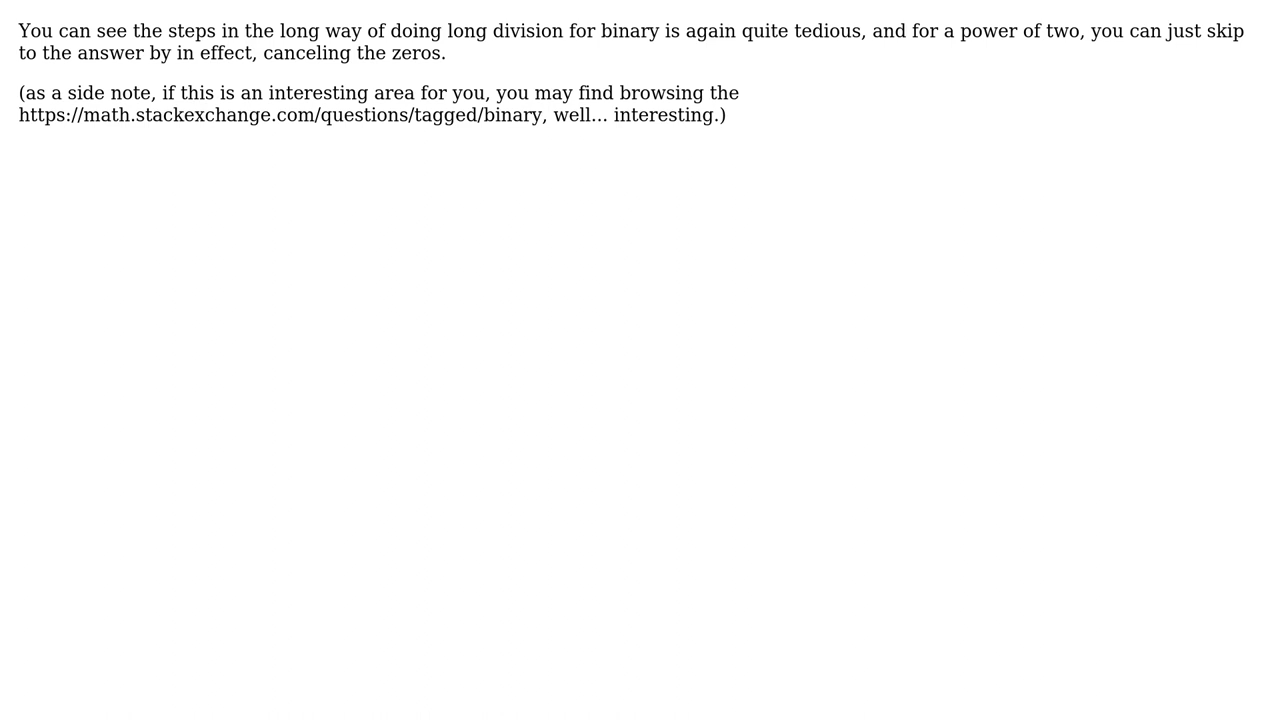 You can see the steps in the long way of doing long division for binary is again quite tedious, and for a power of two, you can just skip
to the answer by in effect, canceling the zeros.
(as a side note, if this is an interesting area for you, you may find browsing the
https://math.stackexchange.com/questions/tagged/binary, well... interesting.)